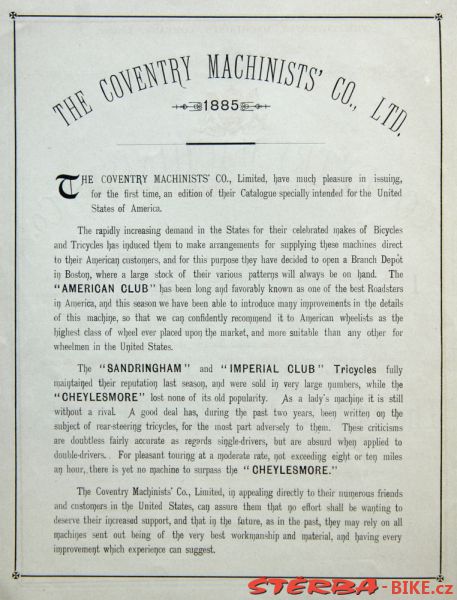 THE COVENTRY MACHINISTS' CO., LTD.
1885
THE COVENTRY MACHINISTS' CO., Limited, have much pleasure in issuing,
for the first time, an edition of their Catalogue specially intended for the United
States of America.
The rapidly increasing demand in the States for their celebrated makes of Bicycles
and Tricycles has induced them to make arrangements for supplying these machines direct
to their American customers, and for this purpose they have decided to open a Branch Depôt
in Boston, where a large stock of their various patterns will always be on hand. The
"AMERICAN CLUB" has been long and favorably known as one of the best Roadsters
in America, and this season we have been able to introduce many improvements in the details
of this machine, so that we can confidently recommend it to American wheelists as the
highest class of wheel ever placed upon the market, and more suitable than any other for
wheelmen in the United States.
The "SANDRINGHAM" and "IMPERIAL CLUB" Tricycles fully
maintained their reputation last season, and were sold in very large numbers, while the
"CHEYLESMORE" lost none of its old popularity. As a lady's machine it is still
without a rival. A good deal has, during the past two years, been written on the
subject of rear-steering tricycles, for the most part adversely to them. These criticisms
are doubtless fairly accurate as regards single-drivers, but are absurd when applied to
double-drivers. For pleasant touring at a moderate rate, not exceeding eight or ten miles
an hour, there is yet no machine to surpass the "CHEYLESMORE."
The Coventry Machinists' Co., Limited, in appealing directly to their numerous friends
and customers in the United States, can assure them that no effort shall be wanting to
deserve their increased support, and that in the future, as in the past, they may rely on all
machines sent out being of the very best workmanship and material, and having every
improvement which experience can suggest.
ŠTĚRBA-BIKE.cz